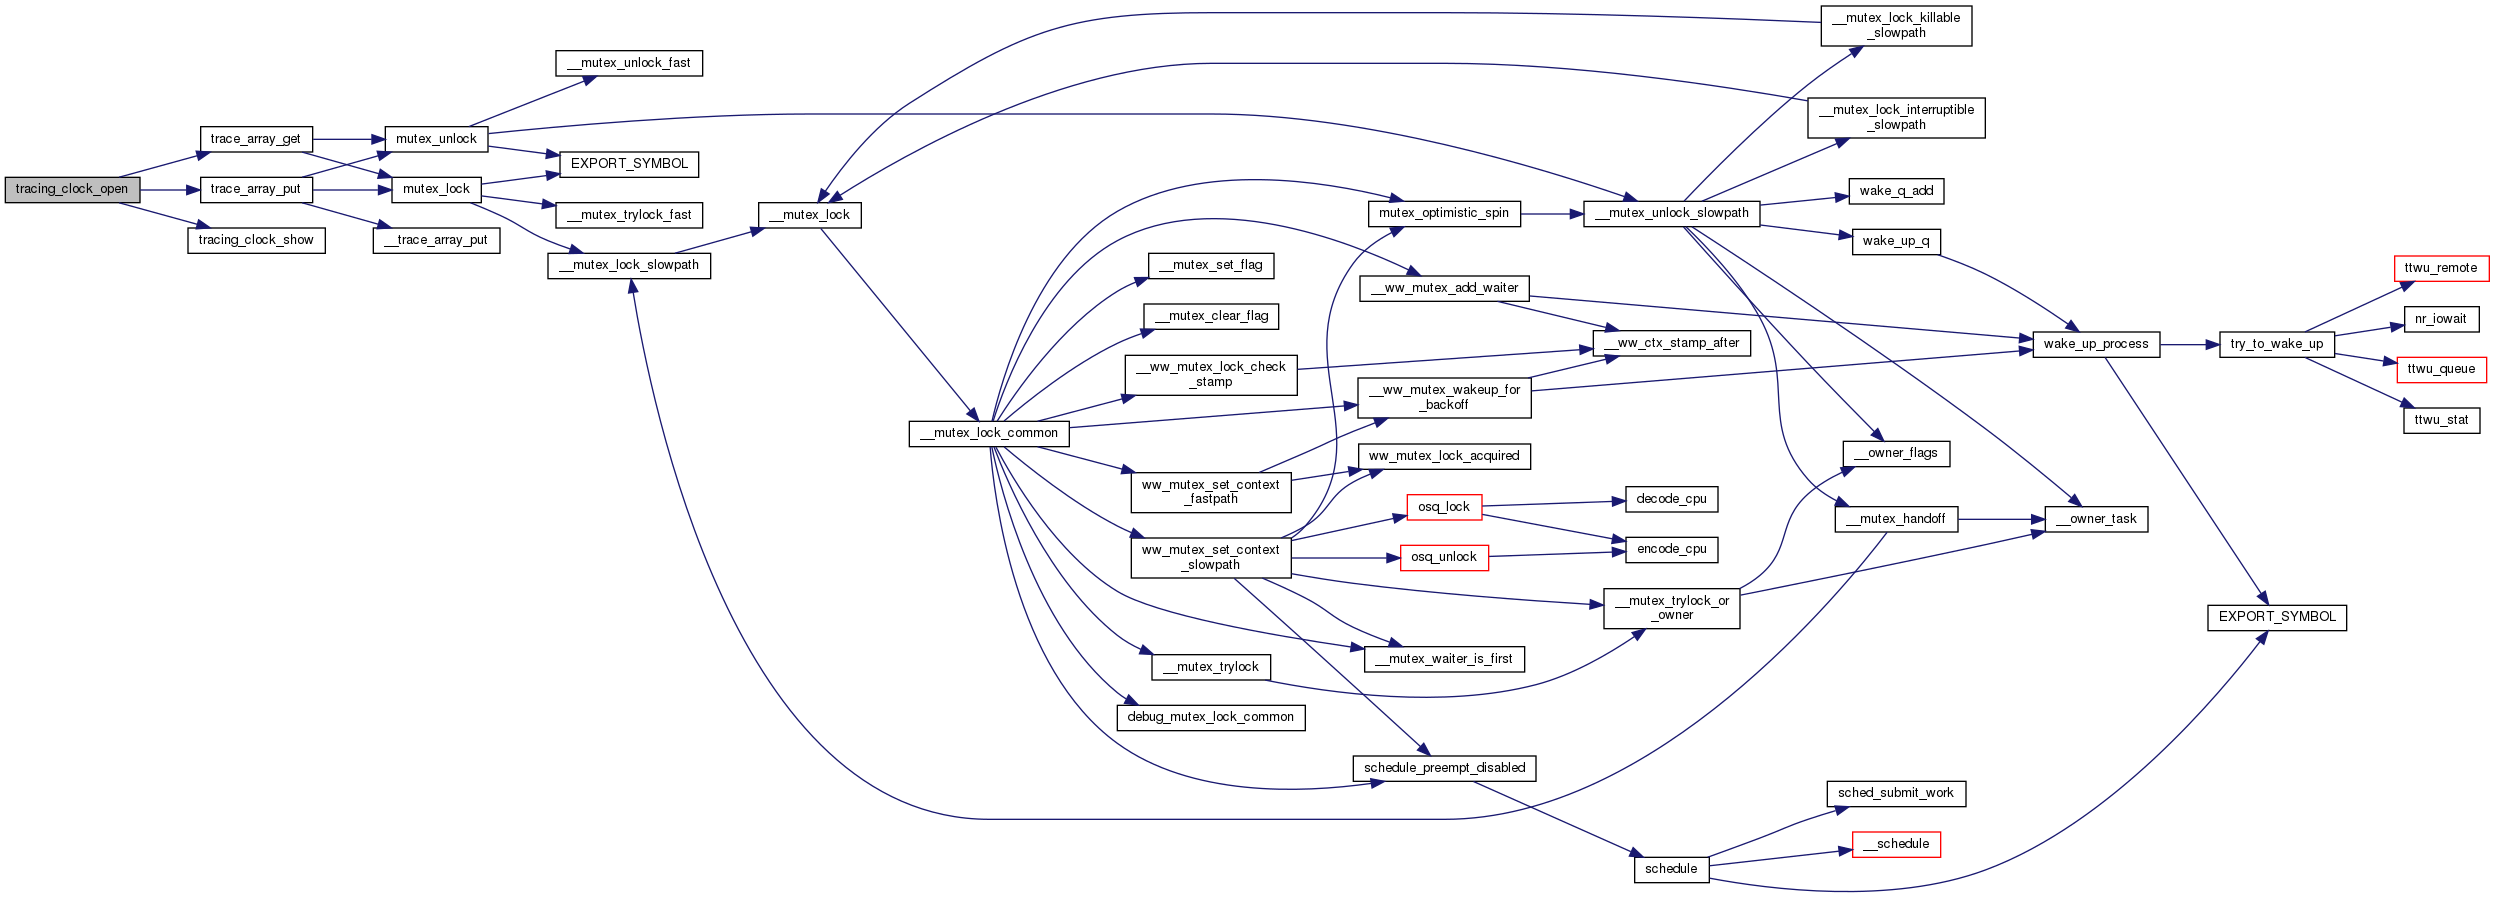 tracing_clock_open
trace_array_get
trace_array_put
tracing_clock_show
mutex_unlock
mutex_lock
__trace_array_put
__mutex_unlock_fast
EXPORT_SYMBOL
__mutex_trylock_fast
__mutex_lock_slowpath
__mutex_lock
__mutex_lock_common
__mutex_set_flag
__mutex_clear_flag
__ww_mutex_lock_check
_stamp
ww_mutex_set_context
_fastpath
ww_mutex_set_context
_slowpath
__mutex_trylock
debug_mutex_lock_common
mutex_optimistic_spin
__ww_mutex_add_waiter
__ww_mutex_wakeup_for
_backoff
ww_mutex_lock_acquired
osq_lock
osq_unlock
__mutex_waiter_is_first
schedule_preempt_disabled
__mutex_unlock_slowpath
__ww_ctx_stamp_after
decode_cpu
encode_cpu
__mutex_trylock_or
_owner
schedule
__mutex_lock_killable
_slowpath
__mutex_lock_interruptible
_slowpath
wake_q_add
wake_up_q
__owner_flags
__mutex_handoff
sched_submit_work
__schedule
wake_up_process
__owner_task
try_to_wake_up
EXPORT_SYMBOL
ttwu_remote
nr_iowait
ttwu_queue
ttwu_stat